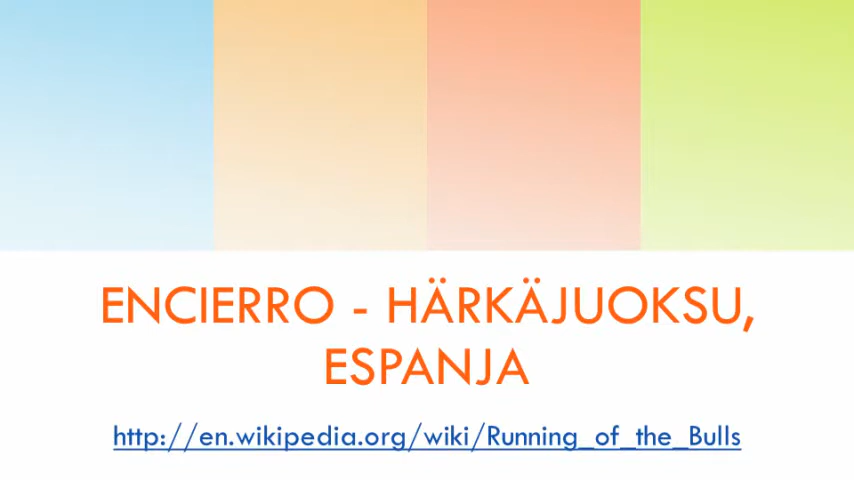 ENCIERRO - HÄRKÄJUOKSU,
ESPANJA
http://en.wikipedia.org/wiki/Running_of_the_Bulls